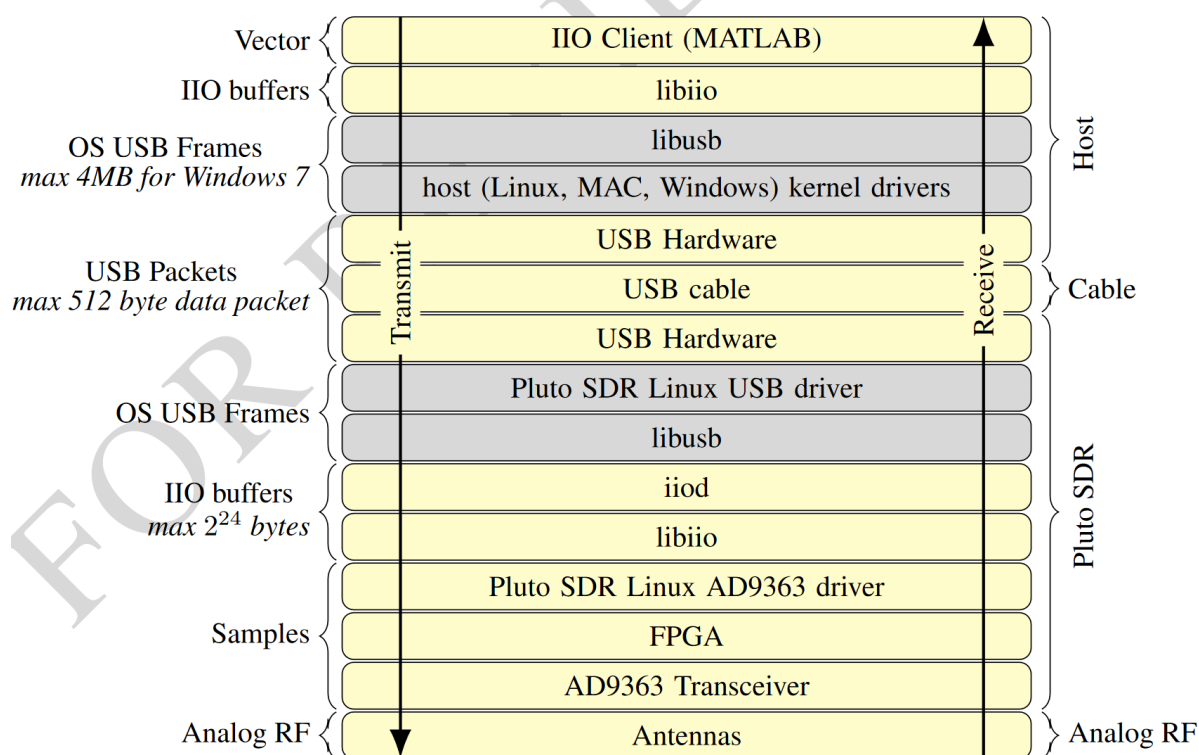 Vector
IIO Client (MATLAB)
IIO buffers
libiio
OS USB Frames
max 4MB for Windows 7
libusb
host (Linux, MAC, Windows) kernel drivers
Host
USB Packets
max 512 byte data packet
USB Hardware
USB cable
USB Hardware
Transmit
Receive
Cable
OS USB Frames
Pluto SDR Linux USB driver
libusb
IIO buffers
max 2^24 bytes
iiod
libiio
Pluto SDR
Samples
Pluto SDR Linux AD9363 driver
FPGA
AD9363 Transceiver
Analog RF
Antennas
Analog RF
FOR